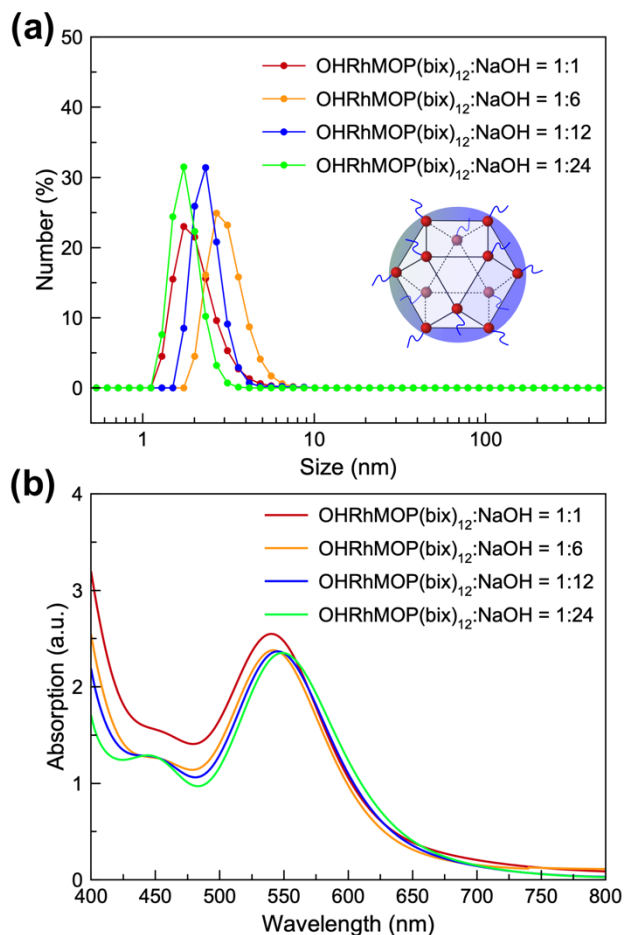 (a)
50
40
30
20
10
0
Number (%)
OHRhMOP(bix)₁₂:NaOH = 1:1
OHRhMOP(bix)₁₂:NaOH = 1:6
OHRhMOP(bix)₁₂:NaOH = 1:12
OHRhMOP(bix)₁₂:NaOH = 1:24
1 10 100
Size (nm)
(b)
4
3
2
1
0
Absorption (a.u.)
OHRhMOP(bix)₁₂:NaOH = 1:1
OHRhMOP(bix)₁₂:NaOH = 1:6
OHRhMOP(bix)₁₂:NaOH = 1:12
OHRhMOP(bix)₁₂:NaOH = 1:24
400 450 500 550 600 650 700 750 800
Wavelength (nm)